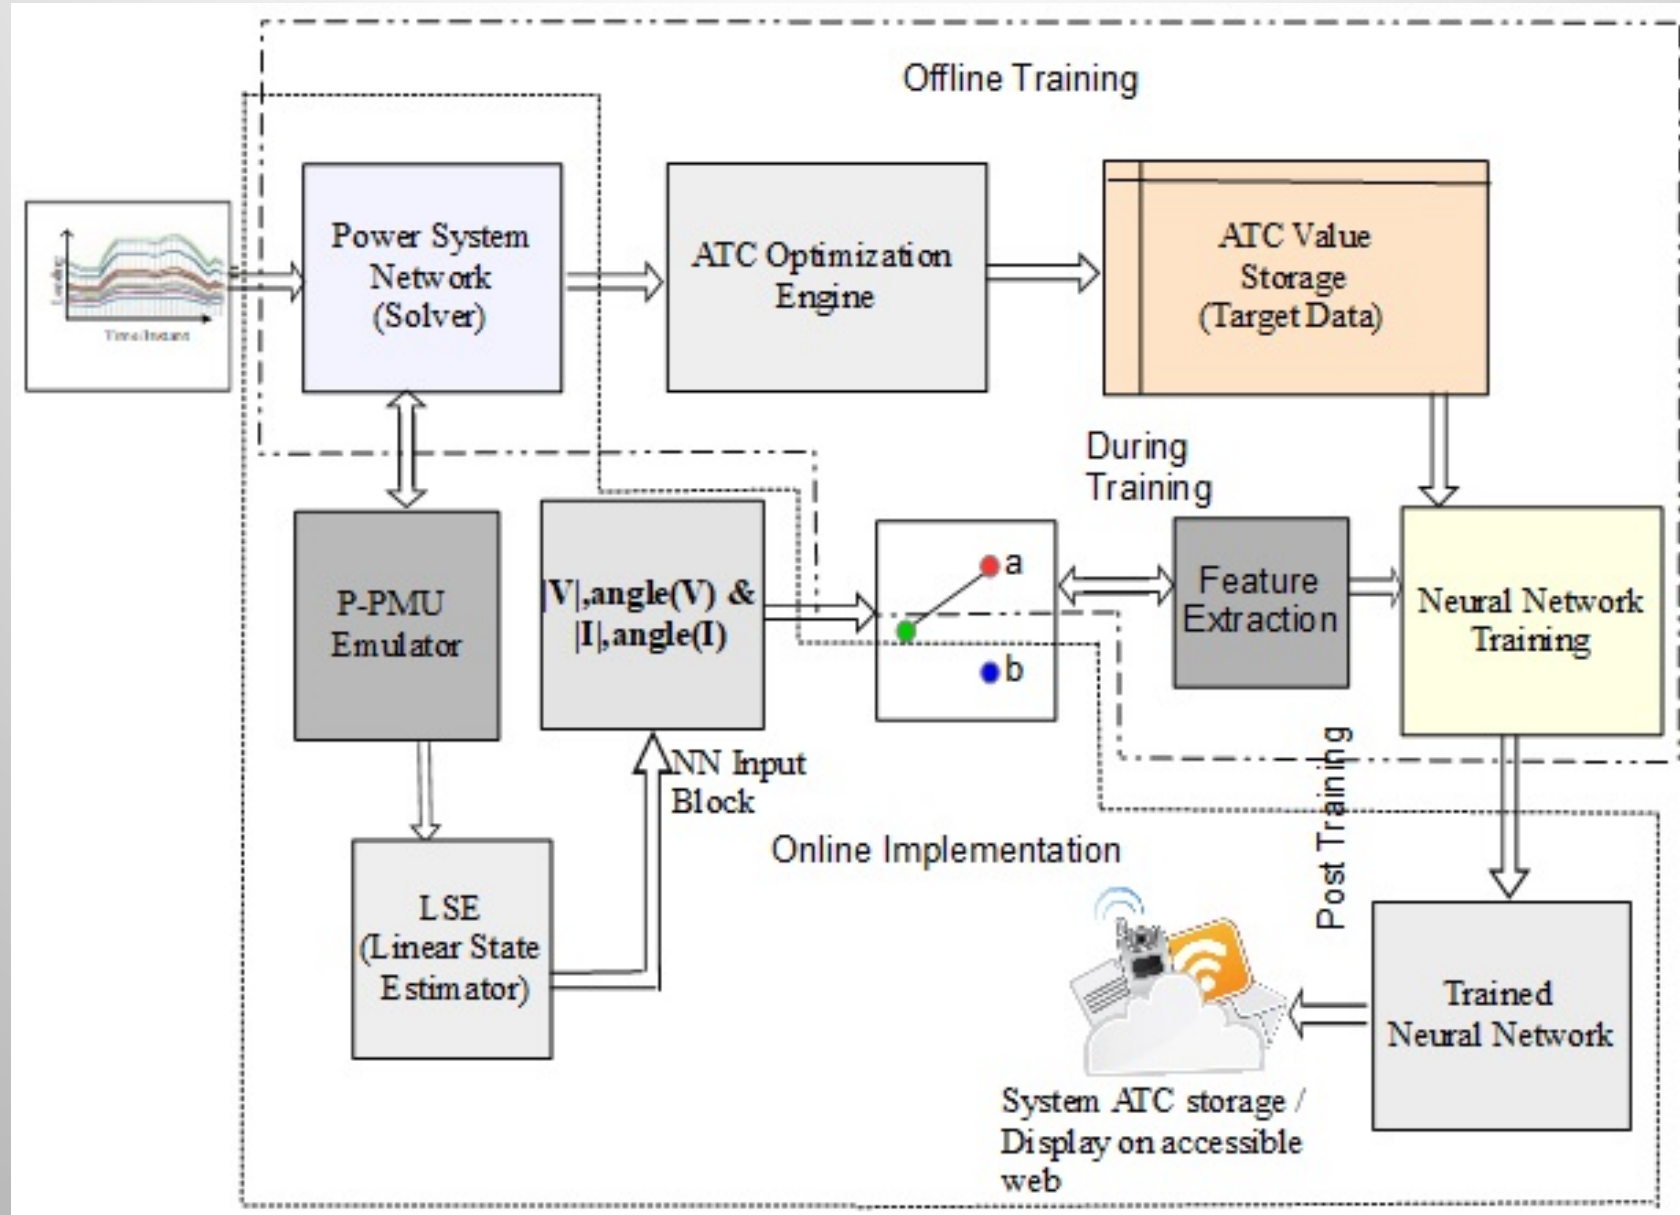 Offline Training
Power System
Network
(Solver)
ATC Optimization
Engine
ATC Value
Storage
(Target Data)
Time/Instant
During
Training
P-PMU
Emulator
|V|,angle(V) &
|I|,angle(I)
a
b
Feature
Extraction
Neural Network
Training
NN Input
Block
Post Training
Online Implementation
LSE
(Linear State
Estimator)
Trained
Neural Network
System ATC storage /
Display on accessible
web